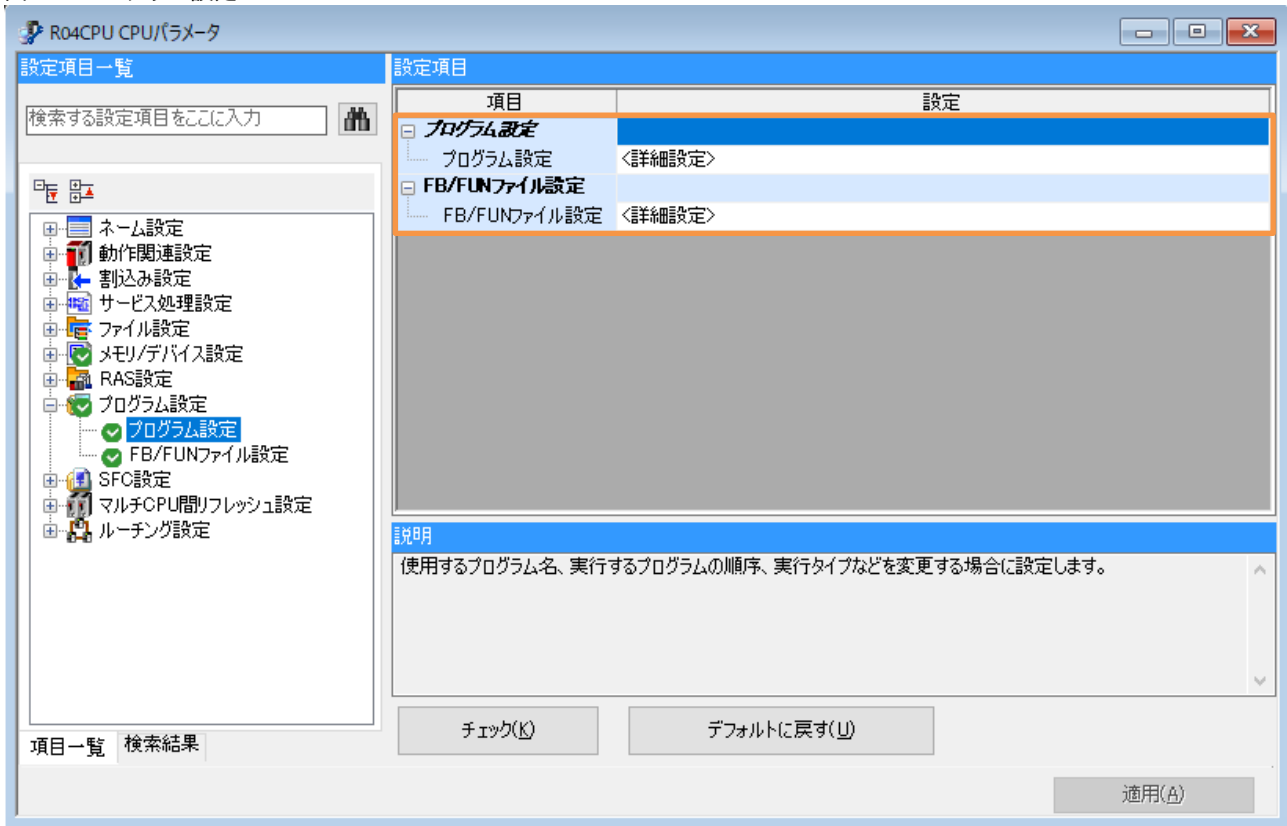 R04CPU CPUパラメータ
設定項目一覧
検索する設定項目をここに入力
ネーム設定
動作関連設定
割込み設定
サービス処理設定
ファイル設定
メモリ/デバイス設定
RAS設定
プログラム設定
プログラム設定
FB/FUNファイル設定
SFC設定
マルチCPU間リフレッシュ設定
ルーチング設定
項目一覧 検索結果
設定項目
項目 設定
プログラム設定
プログラム設定 <詳細設定>
FB/FUNファイル設定
FB/FUNファイル設定 <詳細設定>
説明
使用するプログラム名、実行するプログラムの順序、実行タイプなどを変更する場合に設定します。
チェック(K) デフォルトに戻す(U)
適用(A)